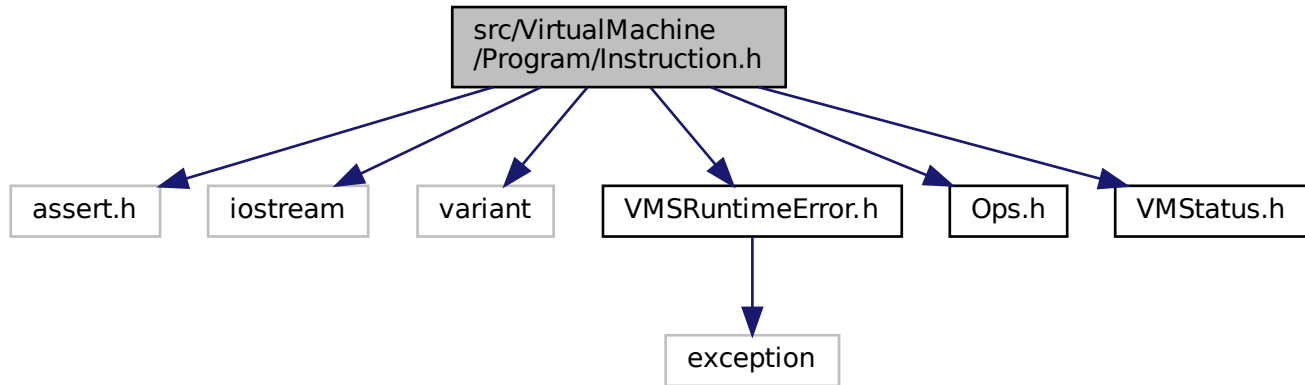 src/VirtualMachine
/Program/Instruction.h
assert.h
iostream
variant
VMSRuntimeError.h
Ops.h
VMStatus.h
exception